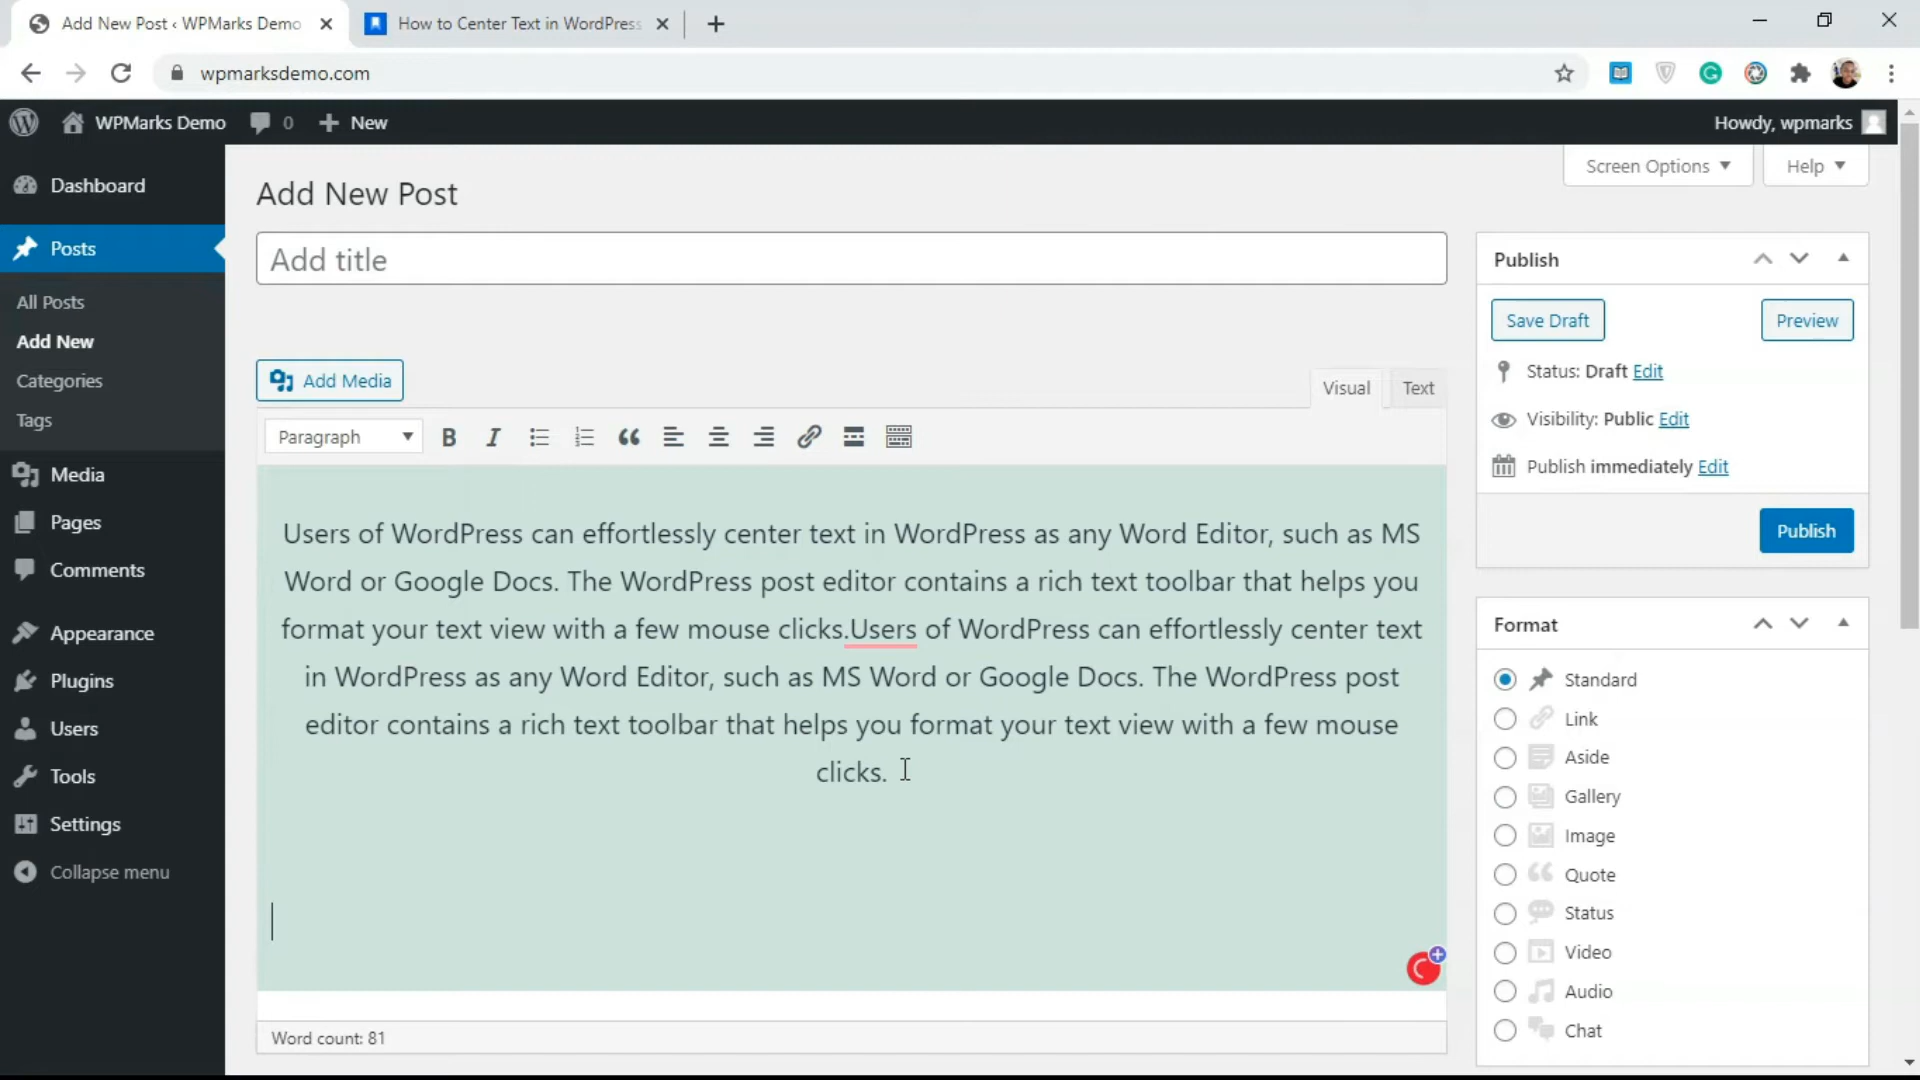 Add New Post ‹ WPMarks Demo
How to Center Text in WordPress
wpmarksdemo.com
WPMarks Demo
0
New
Howdy, wpmarks
Dashboard
Posts
All Posts
Add New
Categories
Tags
Media
Pages
Comments
Appearance
Plugins
Users
Tools
Settings
Collapse menu
Screen Options
Help
Add New Post
Add title
Add Media
Visual
Text
Paragraph
B
I
Users of WordPress can effortlessly center text in WordPress as any Word Editor, such as MS
Word or Google Docs. The WordPress post editor contains a rich text toolbar that helps you
format your text view with a few mouse clicks.Users of WordPress can effortlessly center text
in WordPress as any Word Editor, such as MS Word or Google Docs. The WordPress post
editor contains a rich text toolbar that helps you format your text view with a few mouse
clicks.
Word count: 81
Publish
Save Draft
Preview
Status: Draft Edit
Visibility: Public Edit
Publish immediately Edit
Publish
Format
Standard
Link
Aside
Gallery
Image
Quote
Status
Video
Audio
Chat